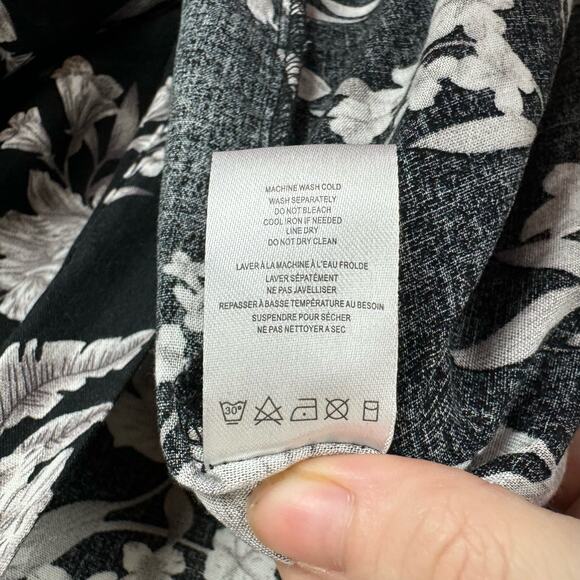 MACHINE WASH COLD
WASH SEPARATELY
DO NOT BLEACH
COOL IRON IF NEEDED
LINE DRY
DO NOT DRY CLEAN
LAVER À LA MACHINE À L'EAU FROLDE
LAVER SÉPATÉMENT
NE PAS JAVELLISER
REPASSER À BASSE TEMPÉRATURE AU BESOIN
SUSPENDRE POUR SÉCHER
NE PAS NETTOYER A SEC
30°